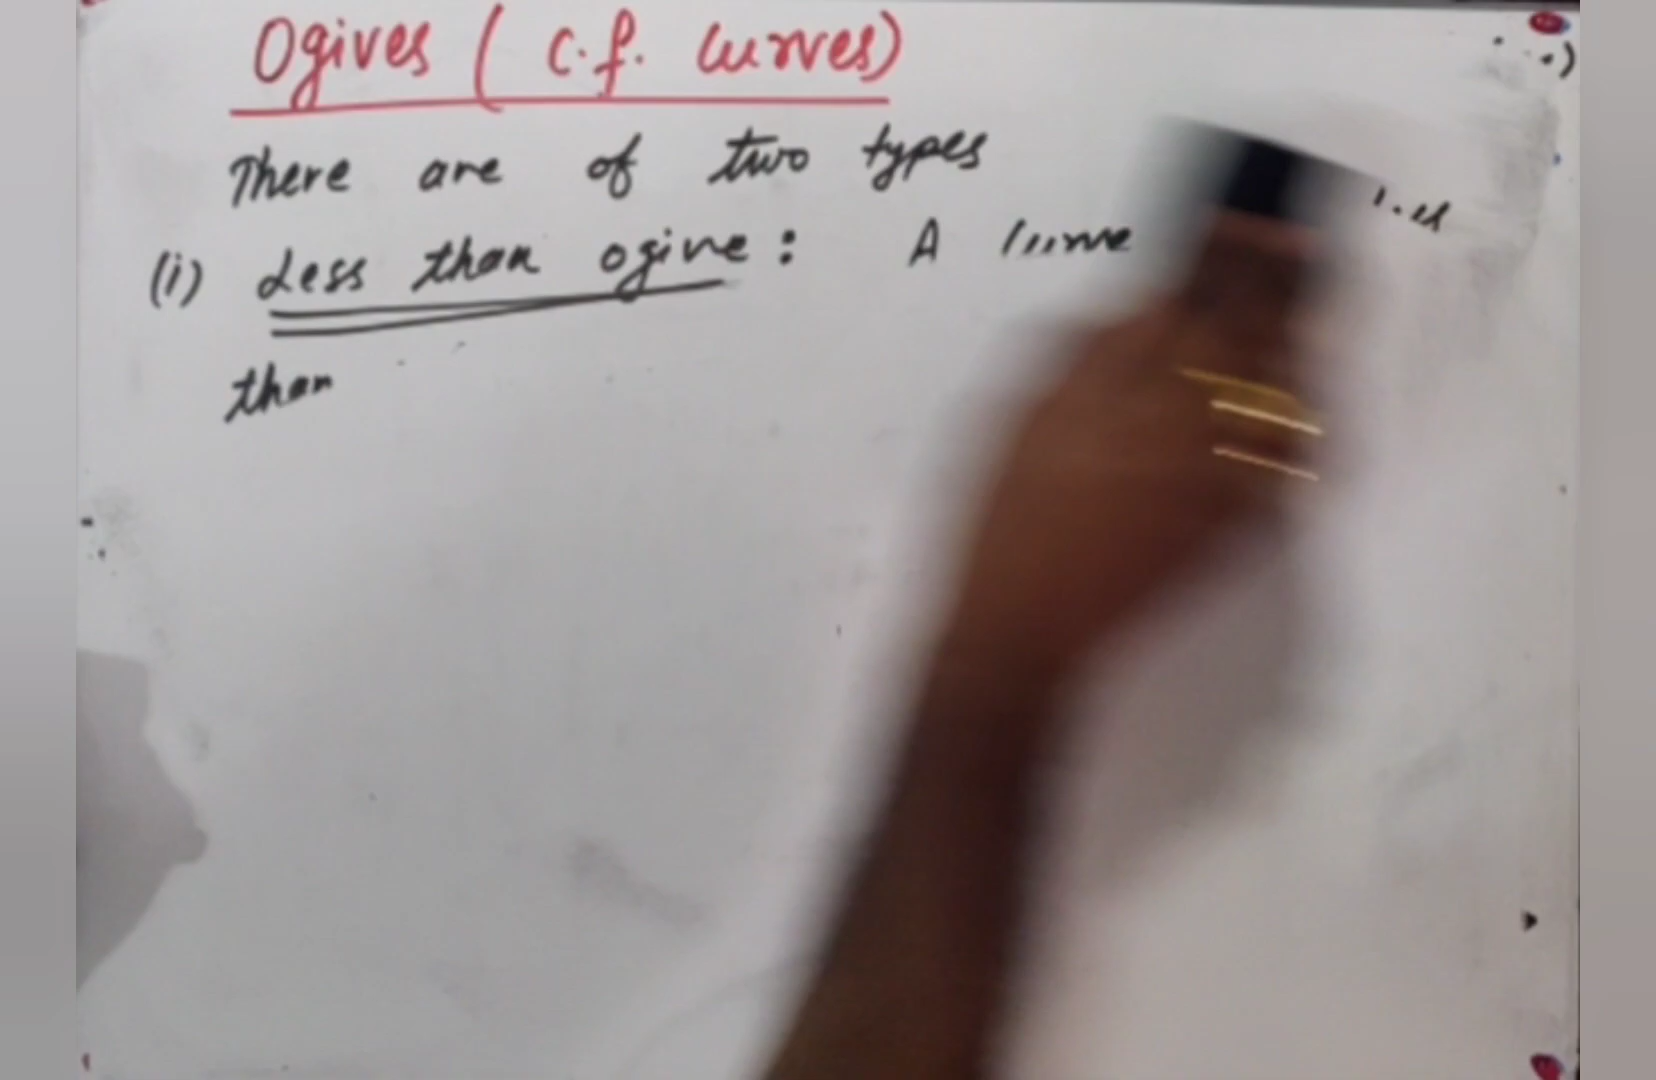 Ogives ( c.f. curves)
There are of two types
(i) Less than ogive : A curve
than